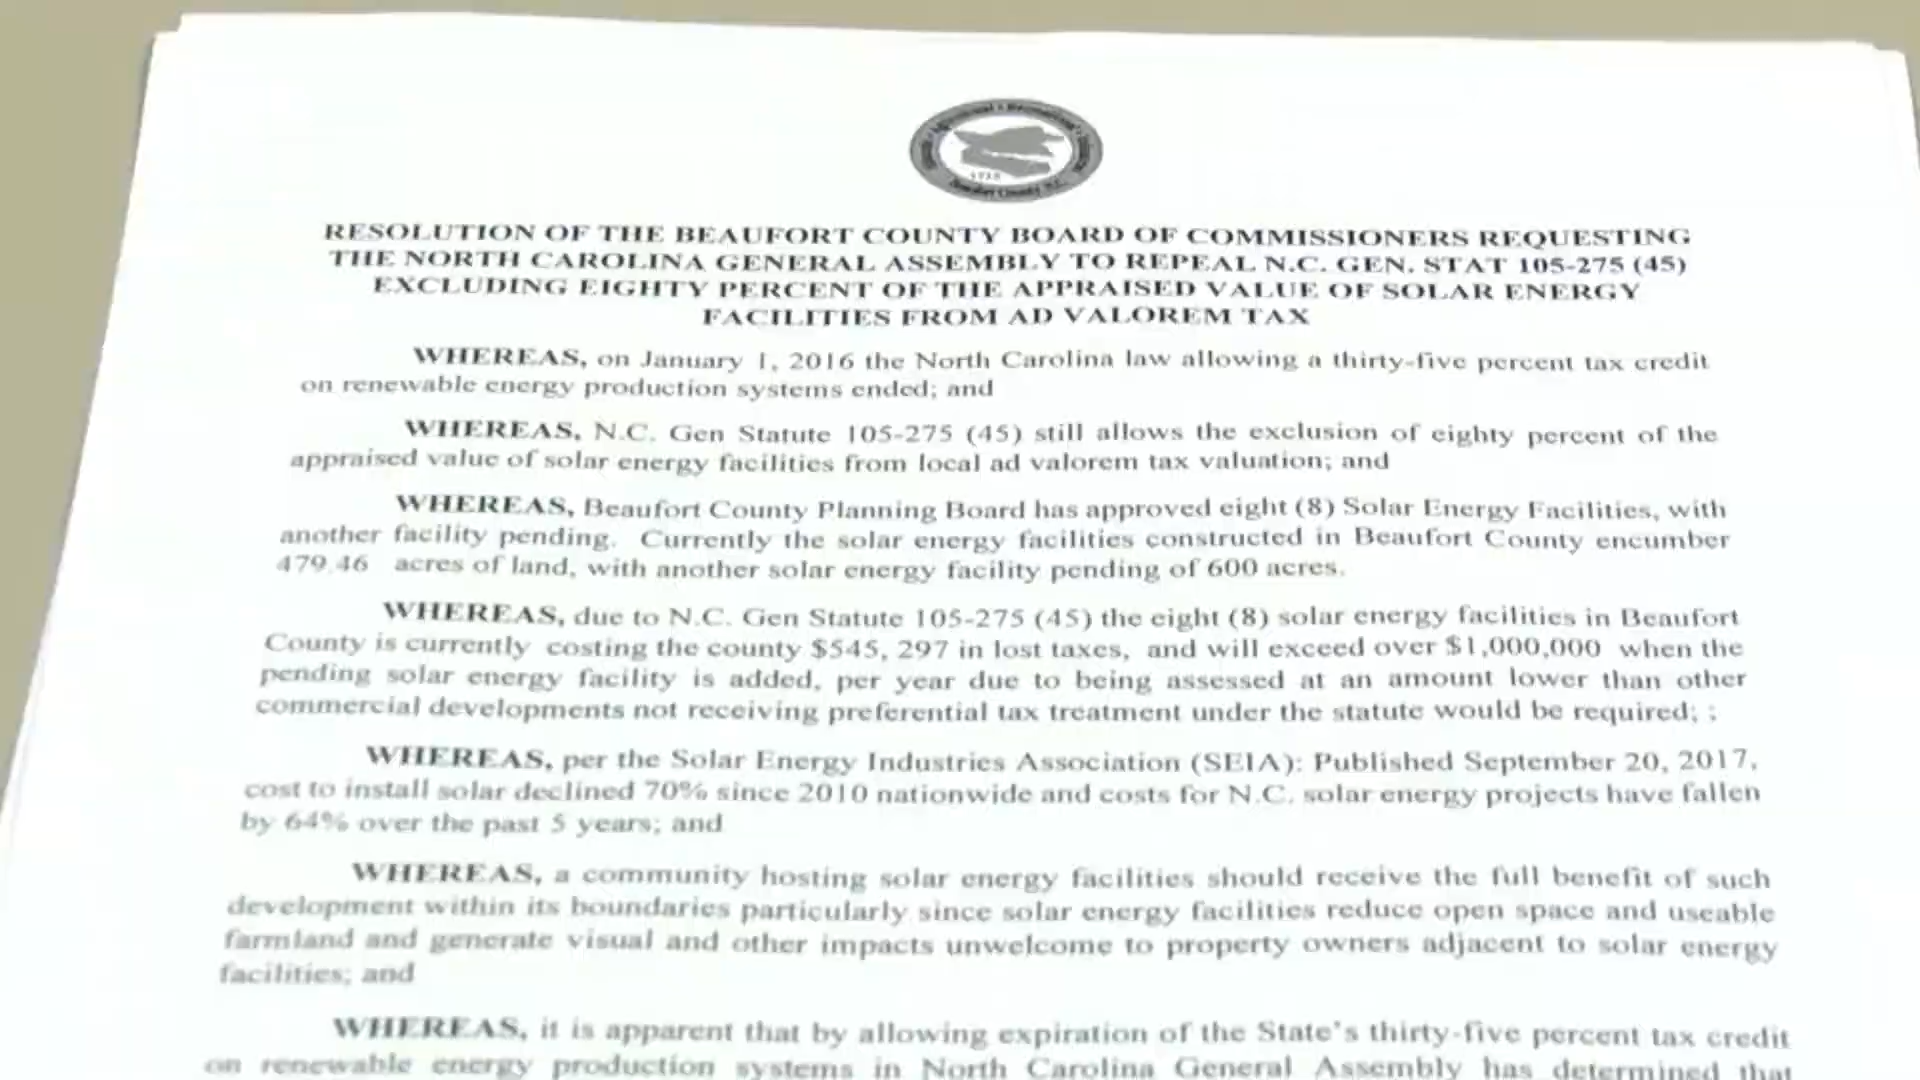 1712
Beaufort County N.C.
RESOLUTION OF THE BEAUFORT COUNTY BOARD OF COMMISSIONERS REQUESTING
THE NORTH CAROLINA GENERAL ASSEMBLY TO REPEAL N.C. GEN. STAT 105-275 (45)
EXCLUDING EIGHTY PERCENT OF THE APPRAISED VALUE OF SOLAR ENERGY
FACILITIES FROM AD VALOREM TAX
WHEREAS, on January 1, 2016 the North Carolina law allowing a thirty-five percent tax credit
on renewable energy production systems ended; and
WHEREAS, N.C. Gen Statute 105-275 (45) still allows the exclusion of eighty percent of the
appraised value of solar energy facilities from local ad valorem tax valuation; and
WHEREAS, Beaufort County Planning Board has approved eight (8) Solar Energy Facilities, with
another facility pending. Currently the solar energy facilities constructed in Beaufort County encumber
479.46 acres of land, with another solar energy facility pending of 600 acres.
WHEREAS, due to N.C. Gen Statute 105-275 (45) the eight (8) solar energy facilities in Beaufort
County is currently costing the county $545, 297 in lost taxes, and will exceed over $1,000,000 when the
pending solar energy facility is added, per year due to being assessed at an amount lower than other
commercial developments not receiving preferential tax treatment under the statute would be required; ;
WHEREAS, per the Solar Energy Industries Association (SEIA): Published September 20, 2017,
cost to install solar declined 70% since 2010 nationwide and costs for N.C. solar energy projects have fallen
by 64% over the past 5 years; and
WHEREAS, a community hosting solar energy facilities should receive the full benefit of such
development within its boundaries particularly since solar energy facilities reduce open space and useable
farmland and generate visual and other impacts unwelcome to property owners adjacent to solar energy
facilities; and
WHEREAS, it is apparent that by allowing expiration of the State's thirty-five percent tax credit
on renewable energy production systems in North Carolina General Assembly has determined that